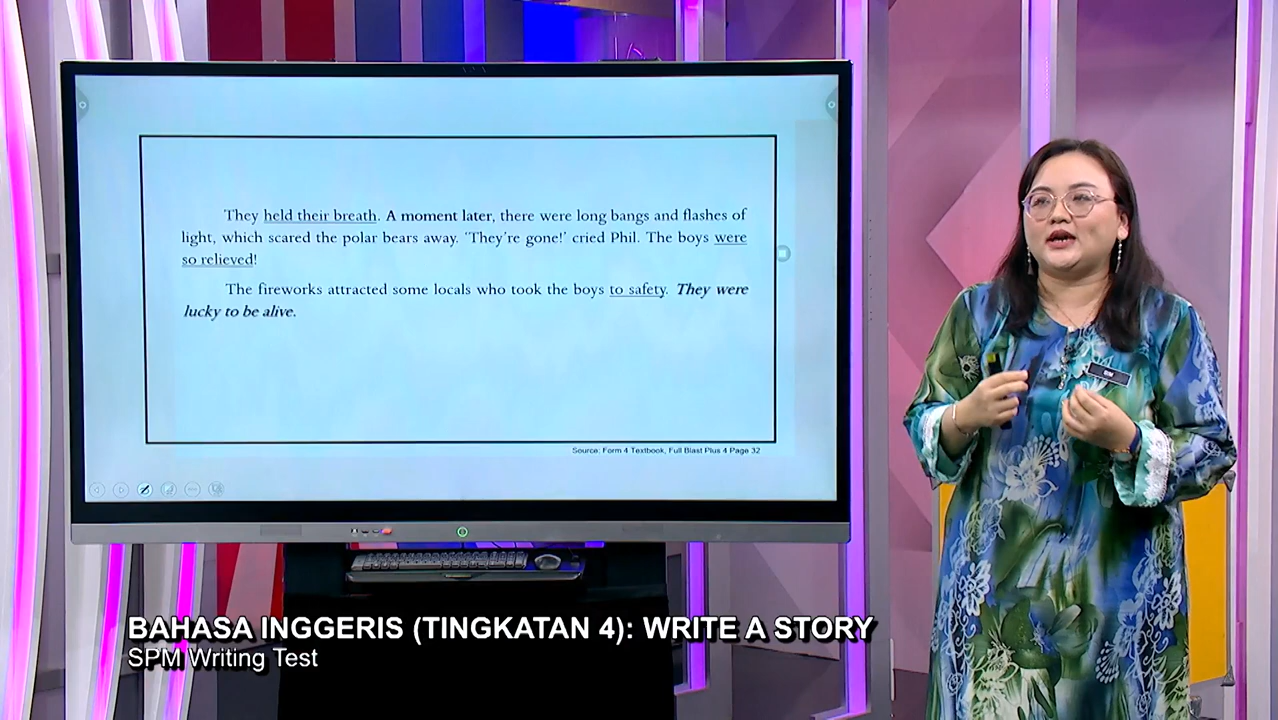 They held their breath. A moment later, there were long bangs and flashes of
light, which scared the polar bears away. ‘They’re gone!’ cried Phil. The boys were
so relieved!
The fireworks attracted some locals who took the boys to safety. They were
lucky to be alive.
Source: Form 4 Textbook, Full Blast Plus 4 Page 32
BAHASA INGGERIS (TINGKATAN 4): WRITE A STORY
SPM Writing Test